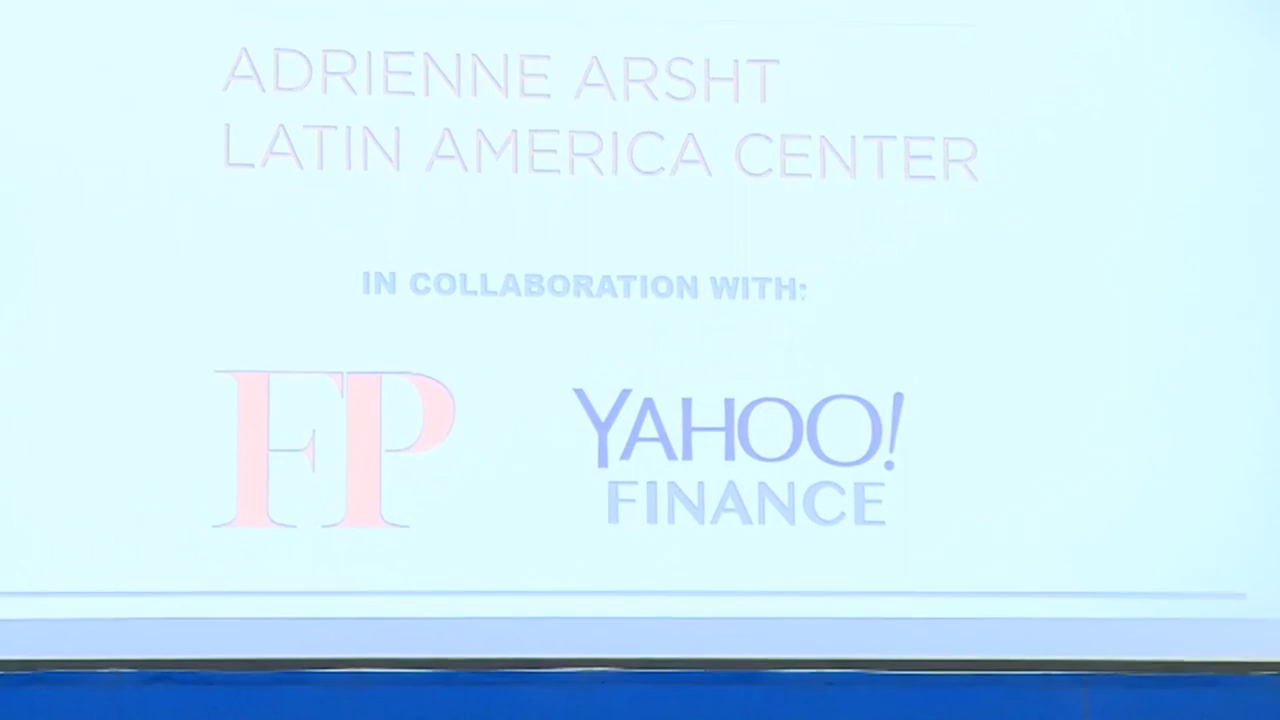 ADRIENNE ARSHT
LATIN AMERICA CENTER
IN COLLABORATION WITH:
FP
YAHOO!
FINANCE